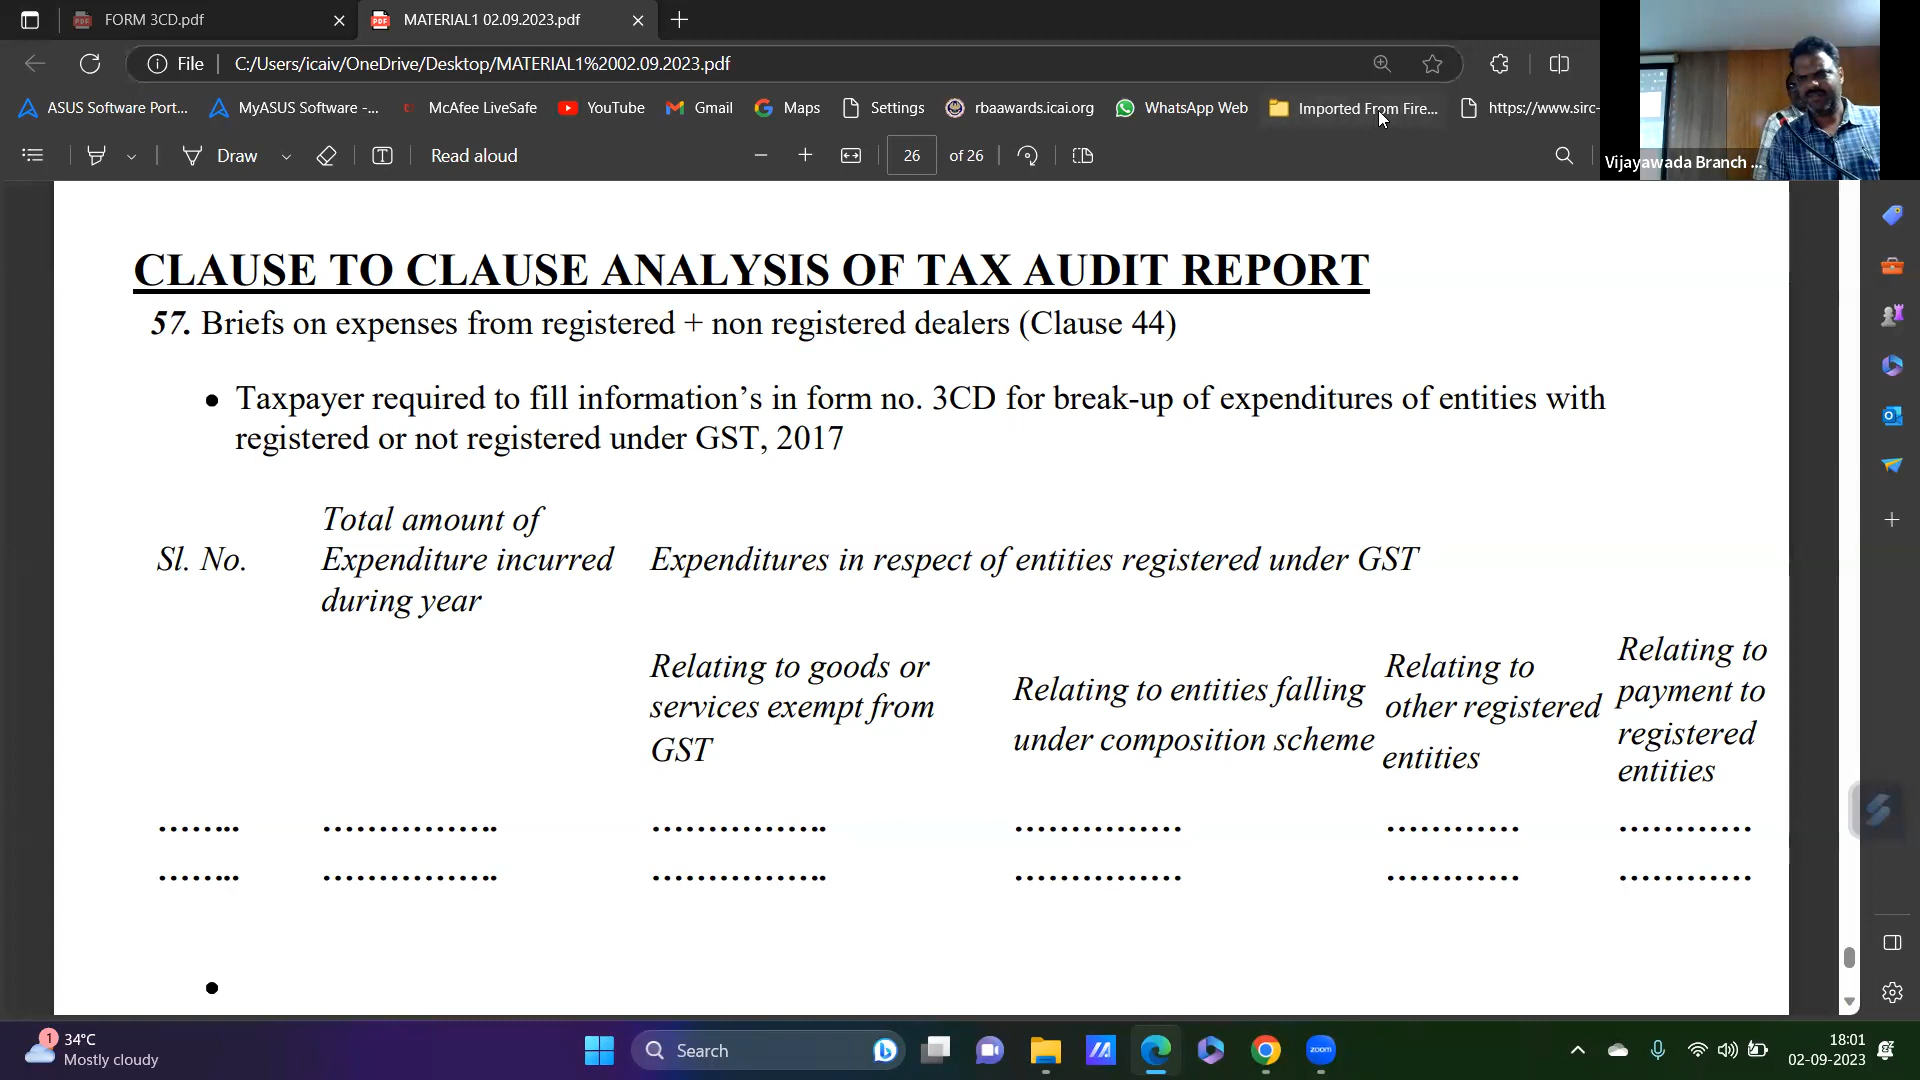 FORM 3CD.pdf
MATERIAL1 02.09.2023.pdf
File
C:/Users/icaiv/OneDrive/Desktop/MATERIAL1%2002.09.2023.pdf
ASUS Software Port...
MyASUS Software -...
McAfee LiveSafe
YouTube
Gmail
Maps
Settings
rbaawards.icai.org
WhatsApp Web
Imported From Fire...
https://www.sirc-
Draw
Read aloud
26 of 26
Vijayawada Branch ...
CLAUSE TO CLAUSE ANALYSIS OF TAX AUDIT REPORT
57. Briefs on expenses from registered + non registered dealers (Clause 44)
• Taxpayer required to fill information’s in form no. 3CD for break-up of expenditures of entities with
registered or not registered under GST, 2017
Sl. No.
Total amount of
Expenditure incurred
during year
Expenditures in respect of entities registered under GST
Relating to goods or
services exempt from
GST
Relating to entities falling
under composition scheme
Relating to
other registered
entities
Relating to
payment to
registered
entities
…….. ……………. ……………. …………… ………… …………
…….. ……………. ……………. …………… ………… …………
•
1
34°C
Mostly cloudy
Search
zoom
18:01
02-09-2023